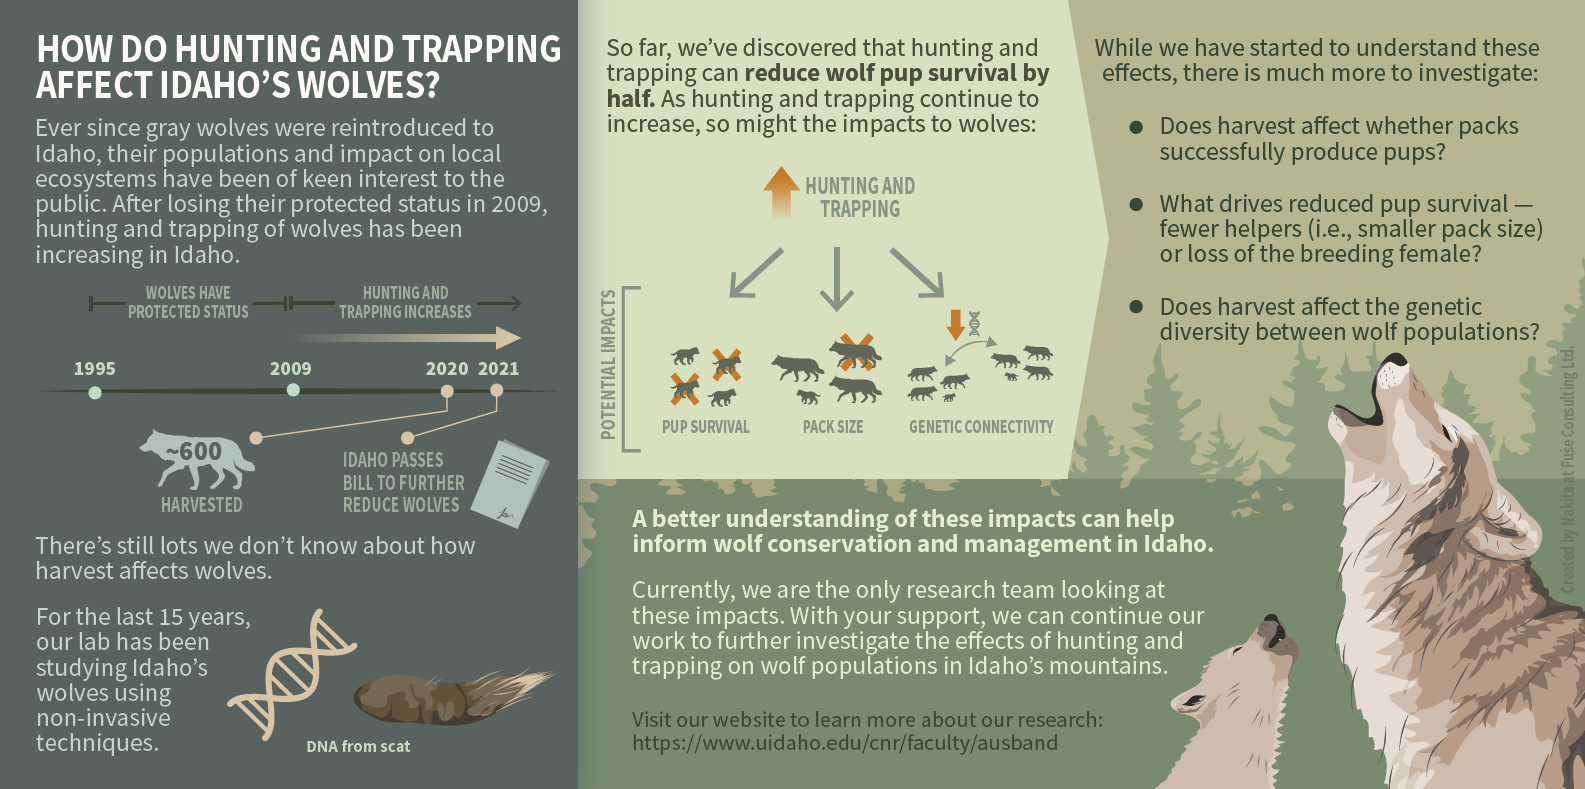 HOW DO HUNTING AND TRAPPING
AFFECT IDAHO'S WOLVES?
Ever since gray wolves were reintroduced to
Idaho, their populations and impact on local
ecosystems have been of keen interest to the
public. After losing their protected status in 2009,
hunting and trapping of wolves has been
increasing in Idaho.
WOLVES HAVE
PROTECTED STATUS
HUNTING AND
TRAPPING INCREASES
1995
2009
2020
2021
~600
HARVESTED
IDAHO PASSES
BILL TO FURTHER
REDUCE WOLVES
There's still lots we don't know about how
harvest affects wolves.
For the last 15 years,
our lab has been
studying Idaho's
wolves using
non-invasive
techniques.
DNA from scat
So far, we've discovered that hunting and
trapping can reduce wolf pup survival by
half. As hunting and trapping continue to
increase, so might the impacts to wolves:
HUNTING AND
TRAPPING
POTENTIAL IMPACTS
PUP SURVIVAL
PACK SIZE
GENETIC CONNECTIVITY
While we have started to understand these
effects, there is much more to investigate:
● Does harvest affect whether packs
successfully produce pups?
● What drives reduced pup survival —
fewer helpers (i.e., smaller pack size)
or loss of the breeding female?
● Does harvest affect the genetic
diversity between wolf populations?
A better understanding of these impacts can help
inform wolf conservation and management in Idaho.
Currently, we are the only research team looking at
these impacts. With your support, we can continue our
work to further investigate the effects of hunting and
trapping on wolf populations in Idaho's mountains.
Visit our website to learn more about our research:
https://www.uidaho.edu/cnr/faculty/ausband
Created by Nakita at Fuse Consulting Ltd.